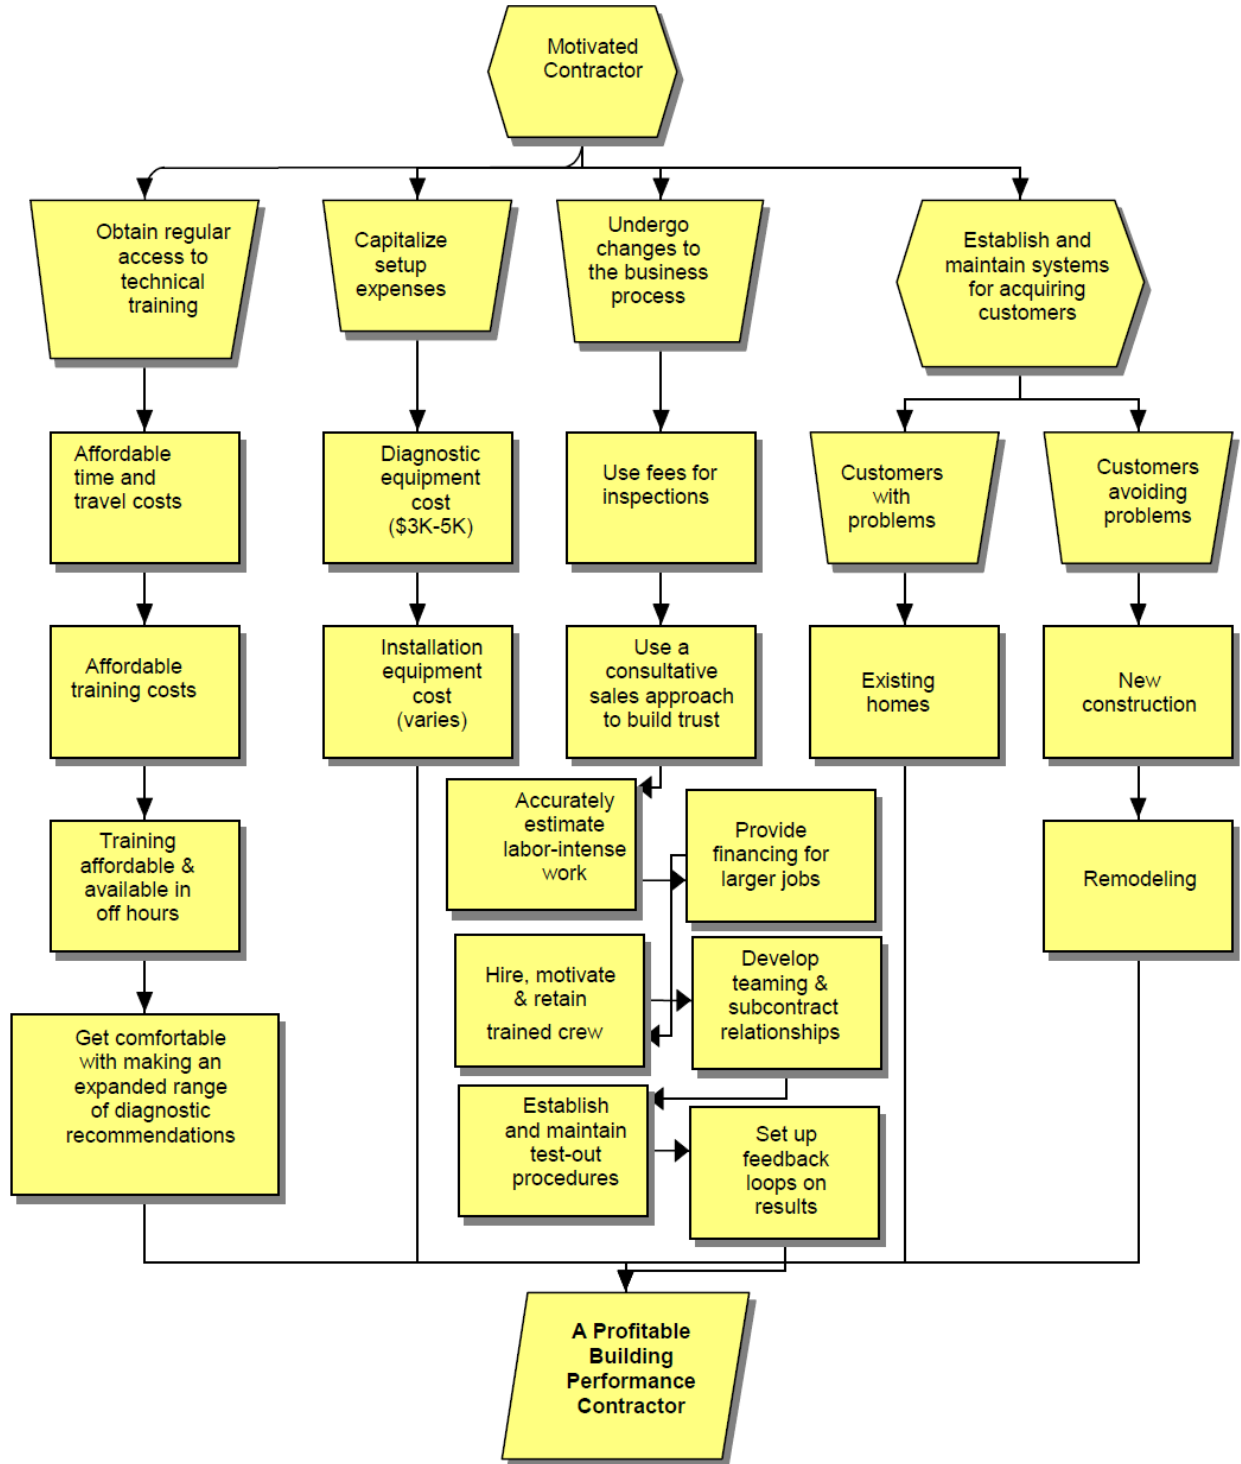 Motivated
Contractor
Obtain regular
access to
technical
training
Capitalize
setup
expenses
Undergo
changes to
the business
process
Establish and
maintain systems
for acquiring
customers
Affordable
time and
travel costs
Diagnostic
equipment
cost
($3K-5K)
Use fees for
inspections
Customers
with
problems
Customers
avoiding
problems
Affordable
training costs
Installation
equipment
cost
(varies)
Use a
consultative
sales approach
to build trust
Existing
homes
New
construction
Training
affordable &
available in
off hours
Accurately
estimate
labor-intense
work
Provide
financing for
larger jobs
Remodeling
Hire, motivate
& retain
trained crew
Develop
teaming &
subcontract
relationships
Get comfortable
with making an
expanded range
of diagnostic
recommendations
Establish
and maintain
test-out
procedures
Set up
feedback
loops on
results
A Profitable
Building
Performance
Contractor